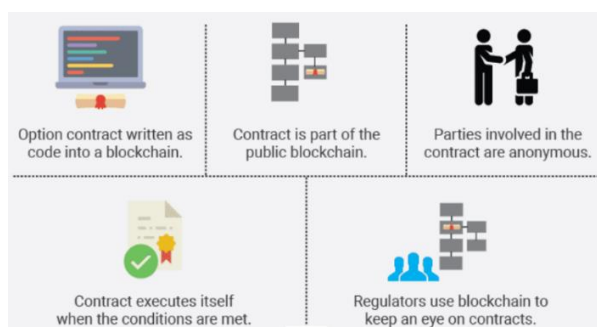 Option contract written as
code into a blockchain.
Contract is part of the
public blockchain.
Parties involved in the
contract are anonymous.
Contract executes itself
when the conditions are met.
Regulators use blockchain to
keep an eye on contracts.